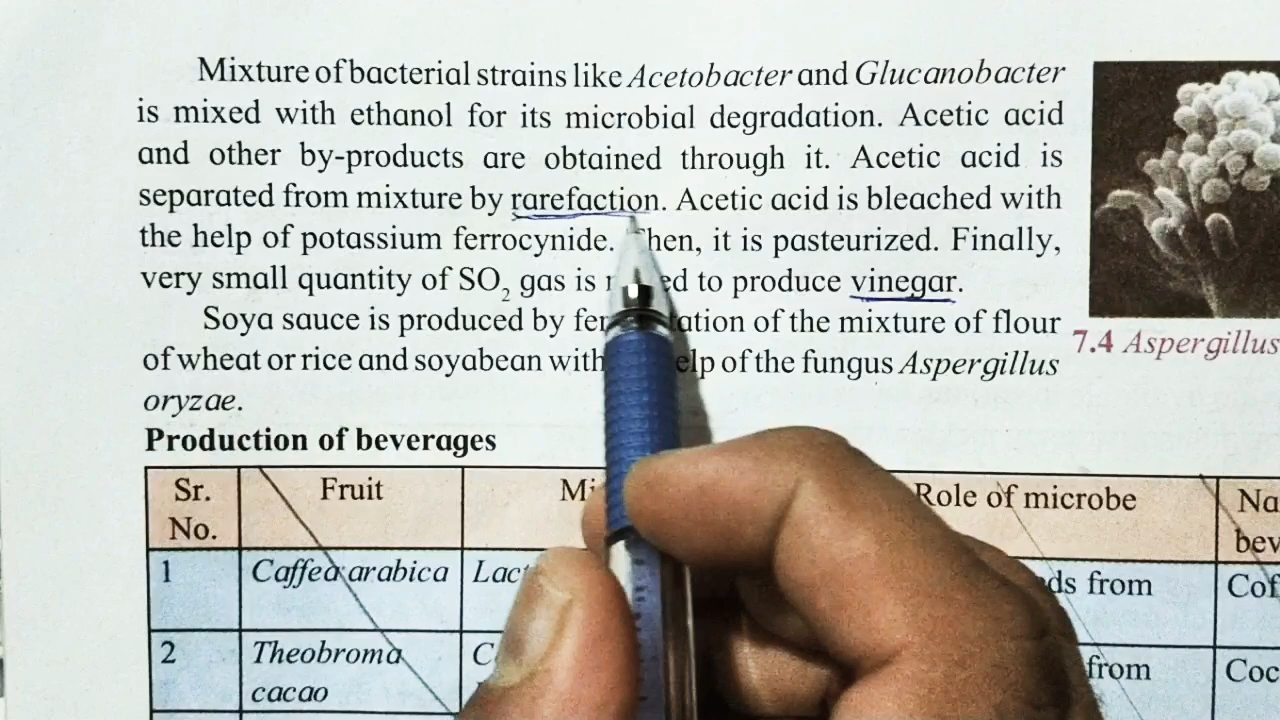 Mixture of bacterial strains like Acetobacter and Glucanobacter
is mixed with ethanol for its microbial degradation. Acetic acid
and other by-products are obtained through it. Acetic acid is
separated from mixture by rarefaction. Acetic acid is bleached with
the help of potassium ferrocynide. Then, it is pasteurized. Finally,
very small quantity of SO₂ gas is to produce vinegar.
Soya sauce is produced by of the mixture of flour
of wheat or rice and soyabean with of the fungus Aspergillus
oryzae.
7.4 Aspergillus
Production of beverages
Sr. No. Fruit Role of microbe
1 Caffea arabica from
2 Theobroma cacao from